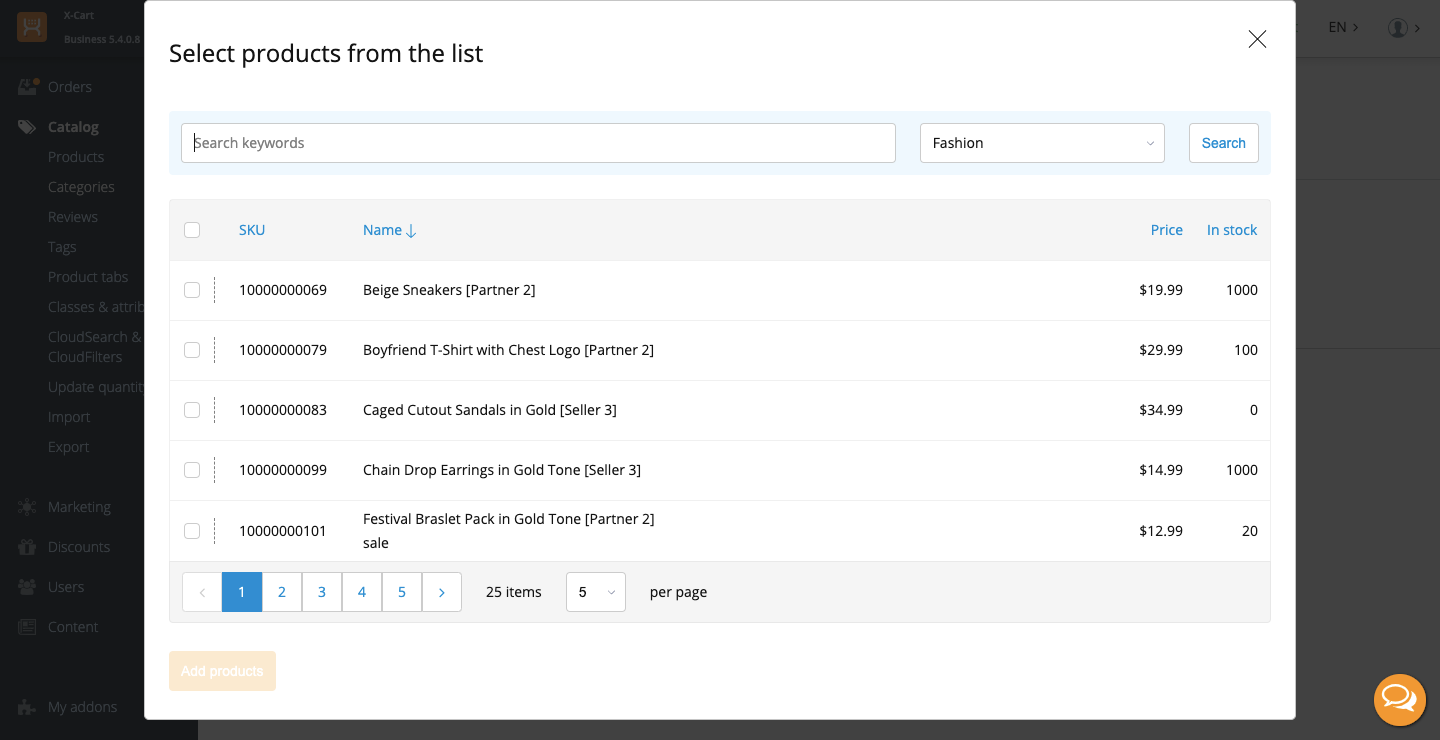 X-Cart
Business 5.4.0.8
EN
Orders
Catalog
Products
Categories
Reviews
Tags
Product tabs
Classes & attrib
CloudSearch &
CloudFilters
Update quantity
Import
Export
Marketing
Discounts
Users
Content
My addons
Select products from the list
Search keywords
Fashion
Search
SKU Name Price In stock
10000000069 Beige Sneakers [Partner 2] $19.99 1000
10000000079 Boyfriend T-Shirt with Chest Logo [Partner 2] $29.99 100
10000000083 Caged Cutout Sandals in Gold [Seller 3] $34.99 0
10000000099 Chain Drop Earrings in Gold Tone [Seller 3] $14.99 1000
10000000101 Festival Braslet Pack in Gold Tone [Partner 2] $12.99 20
sale
1 2 3 4 5 25 items 5 per page
Add products